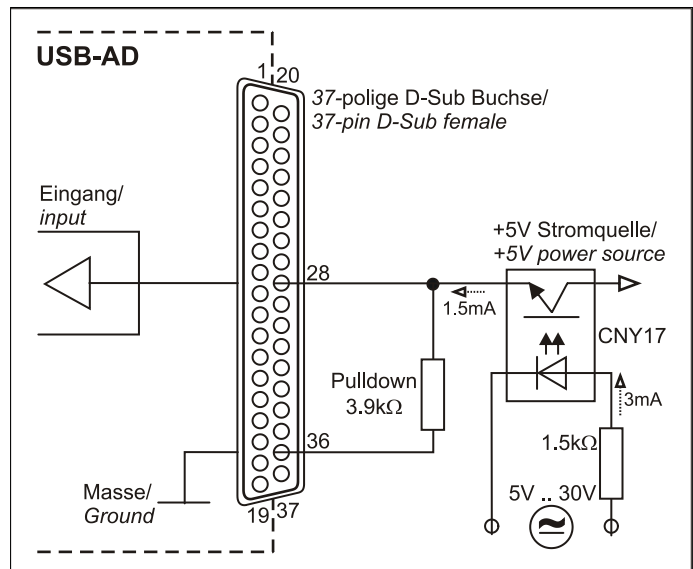 USB-AD
1 20
37-polige D-Sub Buchse/
37-pin D-Sub female
Eingang/
input
+5V Stromquelle/
+5V power source
28
1.5mA
CNY17
Pulldown
3.9kΩ
3mA
36
1.5kΩ
Masse/
Ground
5V .. 30V
19 37